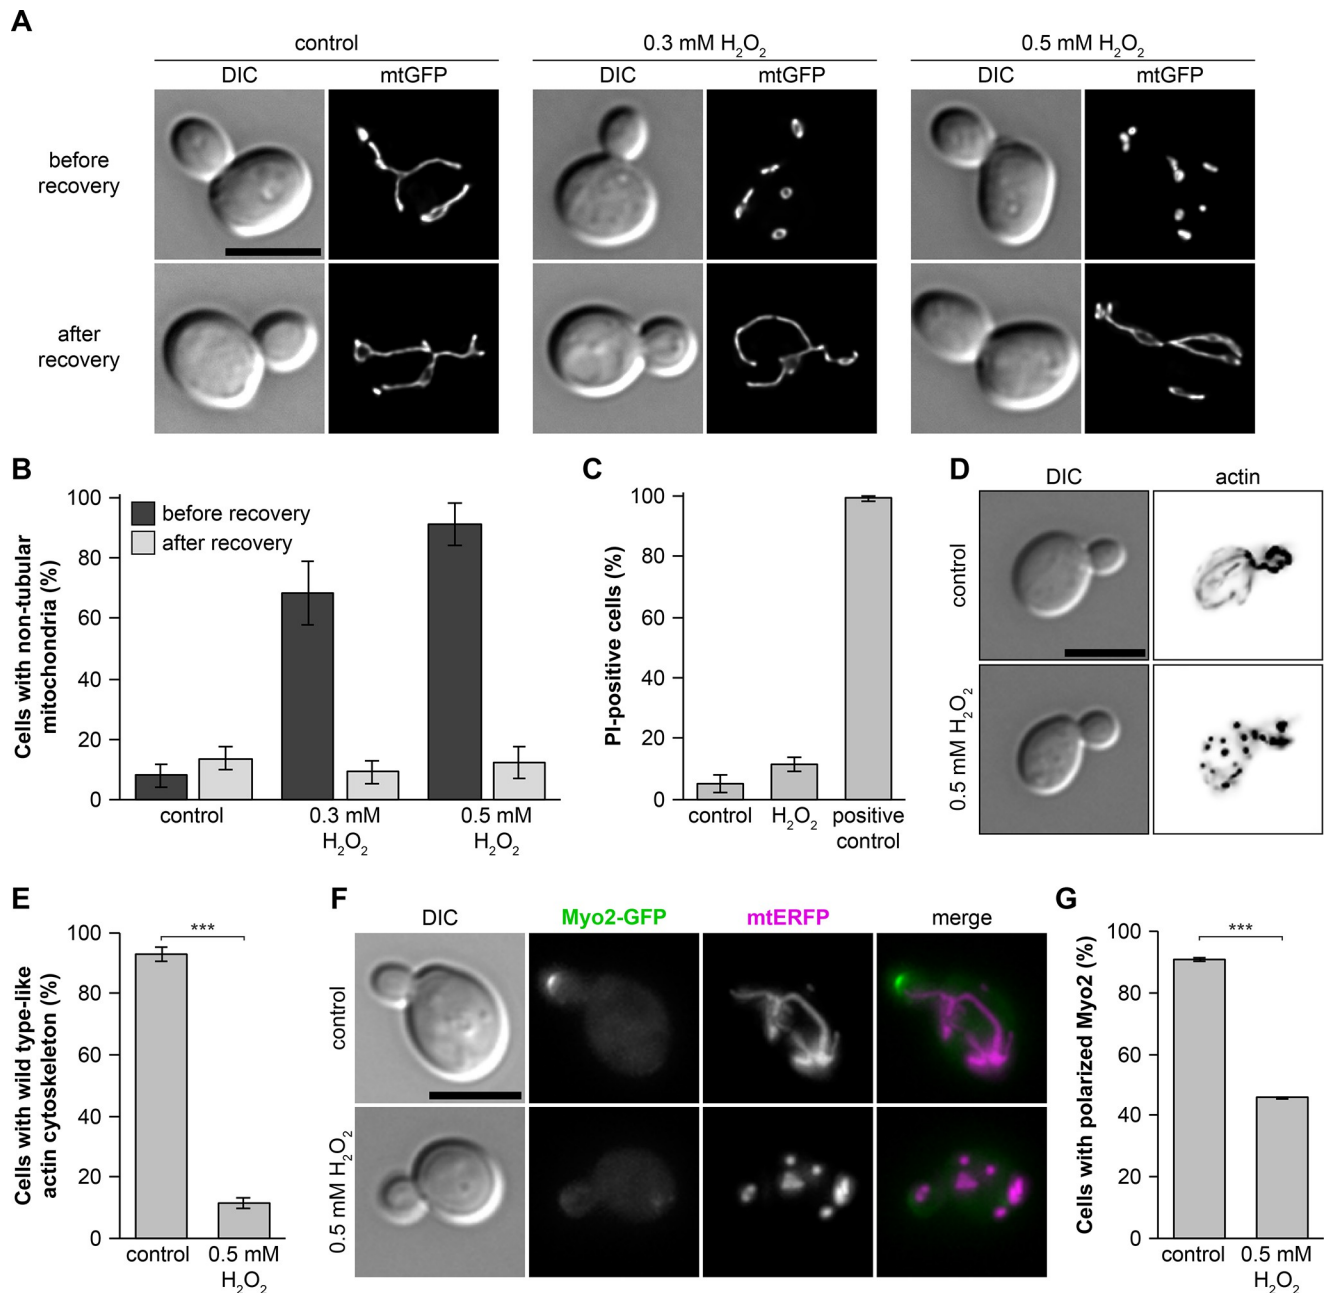 A
control
0.3 mM H₂O₂
0.5 mM H₂O₂
DIC
mtGFP
DIC
mtGFP
DIC
mtGFP
before
recovery
after
recovery
B
Cells with non-tubular
mitochondria (%)
100
80
60
40
20
0
before recovery
after recovery
control
0.3 mM
H₂O₂
0.5 mM
H₂O₂
C
PI-positive cells (%)
100
80
60
40
20
0
control
H₂O₂
positive
control
D
DIC
actin
control
0.5 mM H₂O₂
E
Cells with wild type-like
actin cytoskeleton (%)
100
80
60
40
20
0
***
control
0.5 mM
H₂O₂
F
DIC
Myo2-GFP
mtERFP
merge
control
0.5 mM H₂O₂
G
Cells with polarized Myo2 (%)
100
80
60
40
20
0
***
control
0.5 mM
H₂O₂